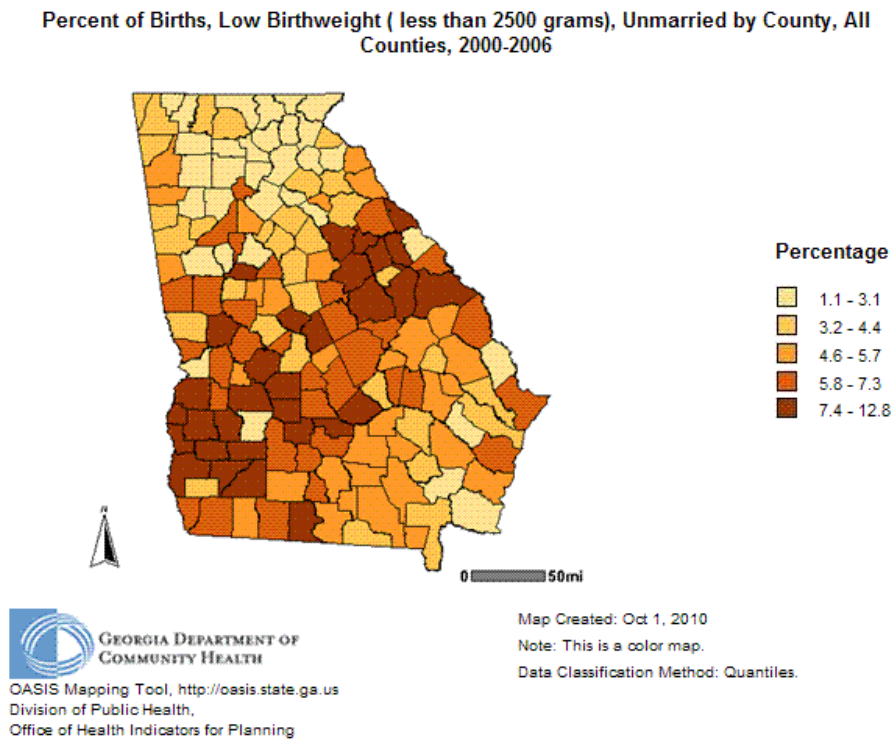 Percent of Births, Low Birthweight ( less than 2500 grams), Unmarried by County, All
Counties, 2000-2006
Percentage
1.1 - 3.1
3.2 - 4.4
4.6 - 5.7
5.8 - 7.3
7.4 - 12.8
N
0 50mi
GEORGIA DEPARTMENT OF
COMMUNITY HEALTH
OASIS Mapping Tool, http://oasis.state.ga.us
Division of Public Health,
Office of Health Indicators for Planning
Map Created: Oct 1, 2010
Note: This is a color map.
Data Classification Method: Quantiles.